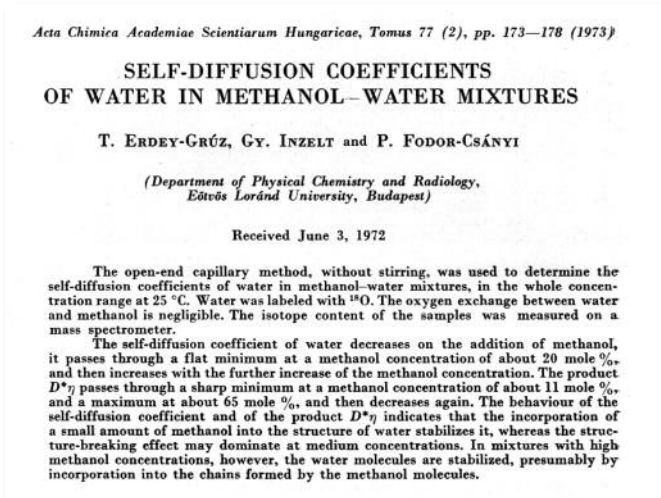 Acta Chimica Academiae Scientiarum Hungaricae, Tomus 77 (2), pp. 173—178 (1973)
SELF-DIFFUSION COEFFICIENTS
OF WATER IN METHANOL–WATER MIXTURES
T. ERDEY-GRÚZ, GY. INZELT and P. FODOR-CSÁNYI
(Department of Physical Chemistry and Radiology,
Eötvös Loránd University, Budapest)
Received June 3, 1972
The open-end capillary method, without stirring, was used to determine the
self-diffusion coefficients of water in methanol–water mixtures, in the whole concen-
tration range at 25 °C. Water was labeled with ¹⁸O. The oxygen exchange between water
and methanol is negligible. The isotope content of the samples was measured on a
mass spectrometer.
The self-diffusion coefficient of water decreases on the addition of methanol,
it passes through a flat minimum at a methanol concentration of about 20 mole %,
and then increases with the further increase of the methanol concentration. The product
D*η passes through a sharp minimum at a methanol concentration of about 11 mole %,
and a maximum at about 65 mole %, and then decreases again. The behaviour of the
self-diffusion coefficient and of the product D*η indicates that the incorporation of
a small amount of methanol into the structure of water stabilizes it, whereas the struc-
ture-breaking effect may dominate at medium concentrations. In mixtures with high
methanol concentrations, however, the water molecules are stabilized, presumably by
incorporation into the chains formed by the methanol molecules.